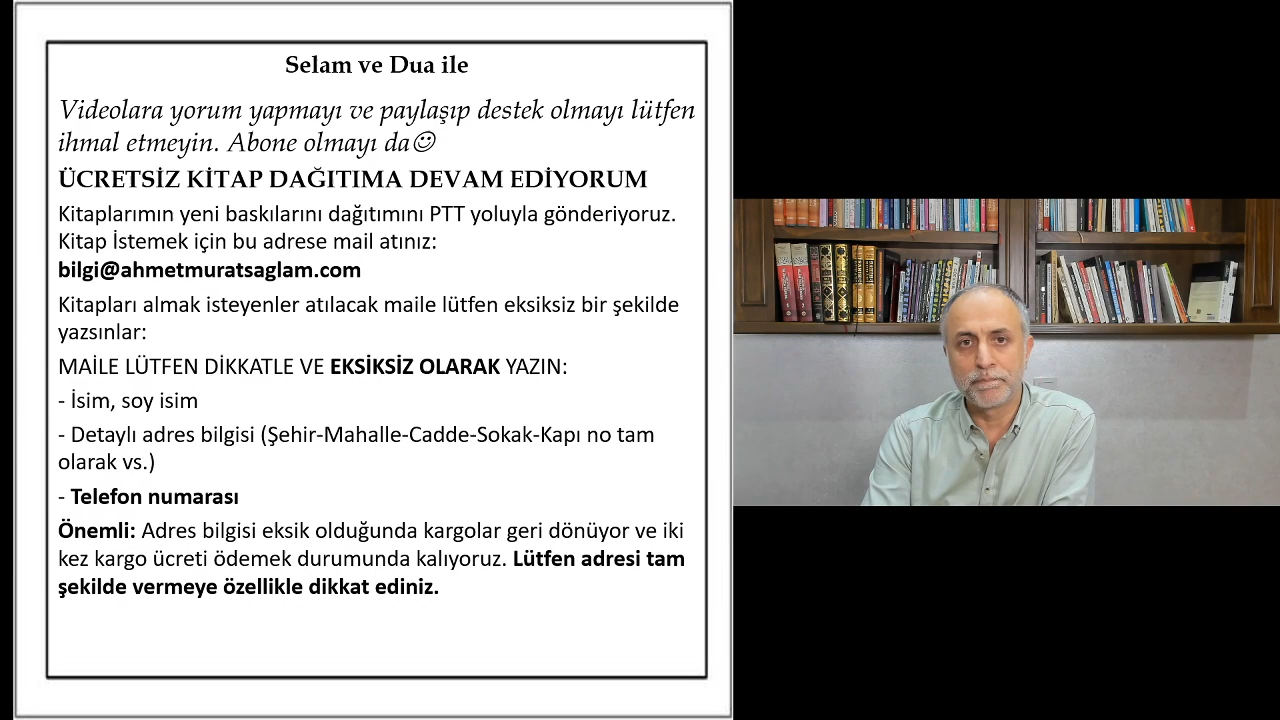 Selam ve Dua ile
Videolara yorum yapmayı ve paylaşıp destek olmayı lütfen
ihmal etmeyin. Abone olmayı da☺
ÜCRETSİZ KİTAP DAĞITIMA DEVAM EDİYORUM
Kitaplarımın yeni baskılarını dağıtımını PTT yoluyla gönderiyoruz.
Kitap İstemek için bu adrese mail atınız:
bilgi@ahmetmuratsaglam.com
Kitapları almak isteyenler atılacak maile lütfen eksiksiz bir şekilde
yazsınlar:
MAİLE LÜTFEN DİKKATLE VE EKSİKSİZ OLARAK YAZIN:
- İsim, soy isim
- Detaylı adres bilgisi (Şehir-Mahalle-Cadde-Sokak-Kapı no tam
olarak vs.)
- Telefon numarası
Önemli: Adres bilgisi eksik olduğunda kargolar geri dönüyor ve iki
kez kargo ücreti ödemek durumunda kalıyoruz. Lütfen adresi tam
şekilde vermeye özellikle dikkat ediniz.